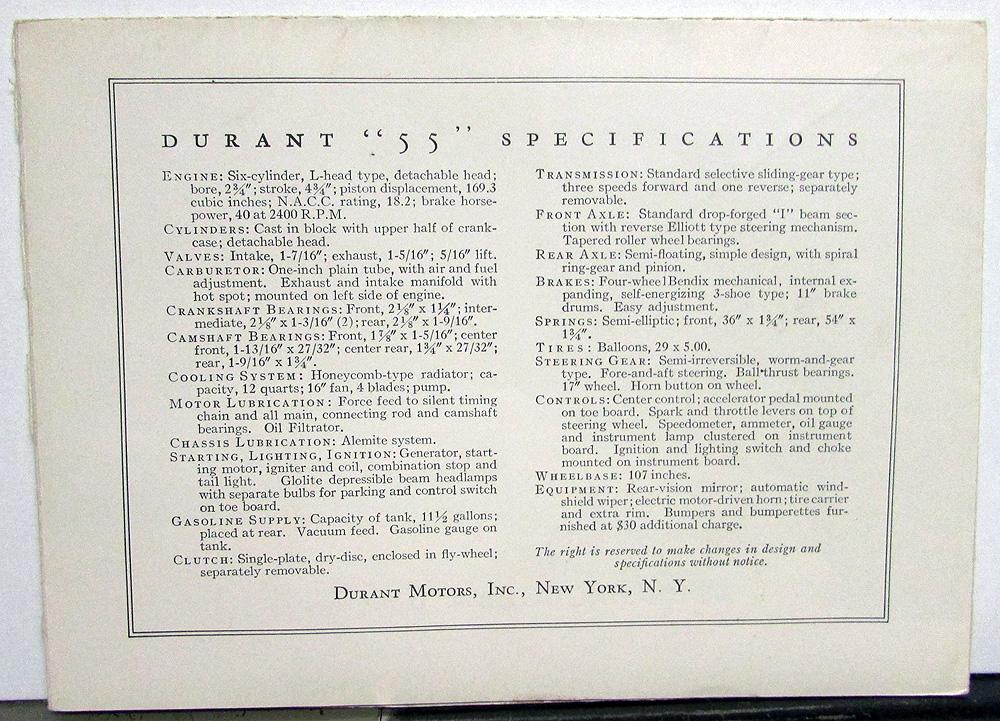 DURANT “55” SPECIFICATIONS
ENGINE: Six-cylinder, L-head type, detachable head;
bore, 2¾″; stroke, 4¾″; piston displacement, 169.3
cubic inches; N.A.C.C. rating, 18.2; brake horse-
power, 40 at 2400 R.P.M.
CYLINDERS: Cast in block with upper half of crank-
case; detachable head.
VALVES: Intake, 1-7/16″; exhaust, 1-5/16″; 5/16″ lift.
CARBURETOR: One-inch plain tube, with air and fuel
adjustment. Exhaust and intake manifold with
hot spot; mounted on left side of engine.
CRANKSHAFT BEARINGS: Front, 2⅛″ x 1¼″; inter-
mediate, 2⅛″ x 1-3/16″ (2); rear, 2⅛″ x 1-9/16″.
CAMSHAFT BEARINGS: Front, 1⅞″ x 1-5/16″; center
front, 1-13/16″ x 27/32″; center rear, 1¾″ x 27/32″;
rear, 1-9/16″ x 1¾″.
COOLING SYSTEM: Honeycomb-type radiator; ca-
pacity, 12 quarts; 16″ fan, 4 blades; pump.
MOTOR LUBRICATION: Force feed to silent timing
chain and all main, connecting rod and camshaft
bearings. Oil Filtrator.
CHASSIS LUBRICATION: Alemite system.
STARTING, LIGHTING, IGNITION: Generator, start-
ing motor, igniter and coil, combination stop and
tail light. Glolite depressible beam headlamps
with separate bulbs for parking and control switch
on toe board.
GASOLINE SUPPLY: Capacity of tank, 11½ gallons;
placed at rear. Vacuum feed. Gasoline gauge on
tank.
CLUTCH: Single-plate, dry-disc, enclosed in fly-wheel;
separately removable.
TRANSMISSION: Standard selective sliding-gear type;
three speeds forward and one reverse; separately
removable.
FRONT AXLE: Standard drop-forged “I” beam sec-
tion with reverse Elliott type steering mechanism.
Tapered roller wheel bearings.
REAR AXLE: Semi-floating, simple design, with spiral
ring-gear and pinion.
BRAKES: Four-wheel Bendix mechanical, internal ex-
panding, self-energizing 3-shoe type; 11″ brake
drums. Easy adjustment.
SPRINGS: Semi-elliptic; front, 36″ x 1¾″; rear, 54″ x
1¾″.
TIRES: Balloons, 29 x 5.00.
STEERING GEAR: Semi-irreversible, worm-and-gear
type. Fore-and-aft steering. Ball thrust bearings.
17″ wheel. Horn button on wheel.
CONTROLS: Center control; accelerator pedal mounted
on toe board. Spark and throttle levers on top of
steering wheel. Speedometer, ammeter, oil gauge
and instrument lamp clustered on instrument
board. Ignition and lighting switch and choke
mounted on instrument board.
WHEELBASE: 107 inches.
EQUIPMENT: Rear-vision mirror; automatic wind-
shield wiper; electric motor-driven horn; tire carrier
and extra rim. Bumpers and bumperettes fur-
nished at $30 additional charge.
The right is reserved to make changes in design and
specifications without notice.
DURANT MOTORS, INC., NEW YORK, N. Y.